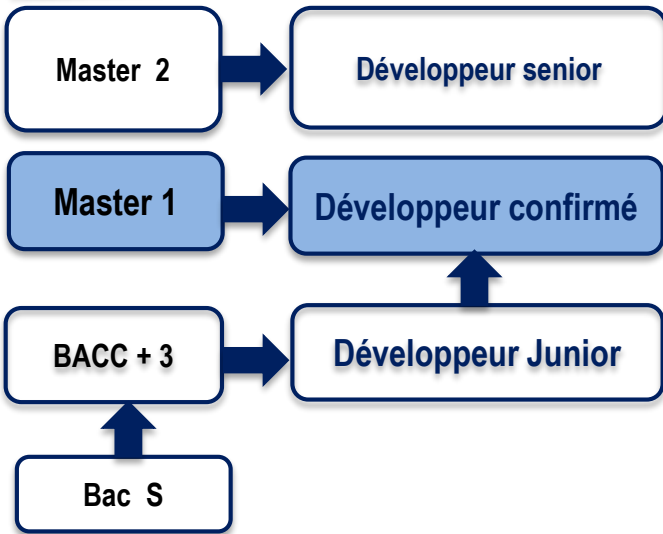 Master 2
Développeur senior
Master 1
Développeur confirmé
BACC + 3
Développeur Junior
Bac S